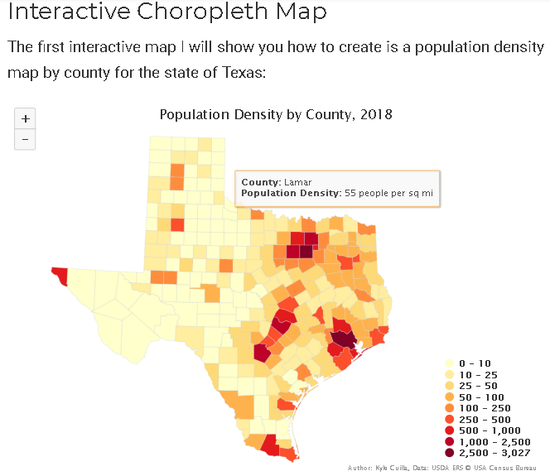 Interactive Choropleth Map
The first interactive map I will show you how to create is a population density
map by county for the state of Texas:
Population Density by County, 2018
+
−
County: Lamar
Population Density: 55 people per sq mi
0 - 10
10 - 25
25 - 50
50 - 100
100 - 250
250 - 500
500 - 1,000
1,000 - 2,500
2,500 - 3,027
Author: Kyle Cuilla, Data: USDA ERS © USA Census Bureau